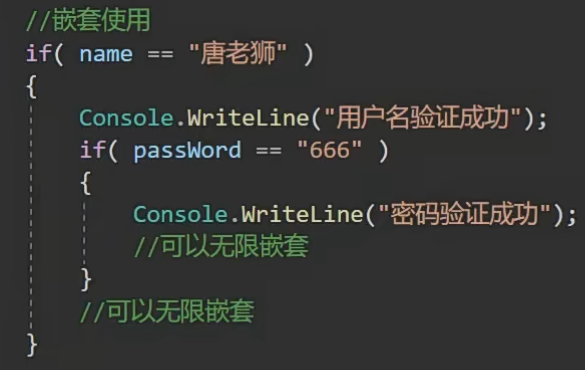 //嵌套使用
if( name == "唐老狮" )
{
Console.WriteLine("用户名验证成功");
if( passWord == "666" )
{
Console.WriteLine("密码验证成功");
//可以无限嵌套
}
//可以无限嵌套
}